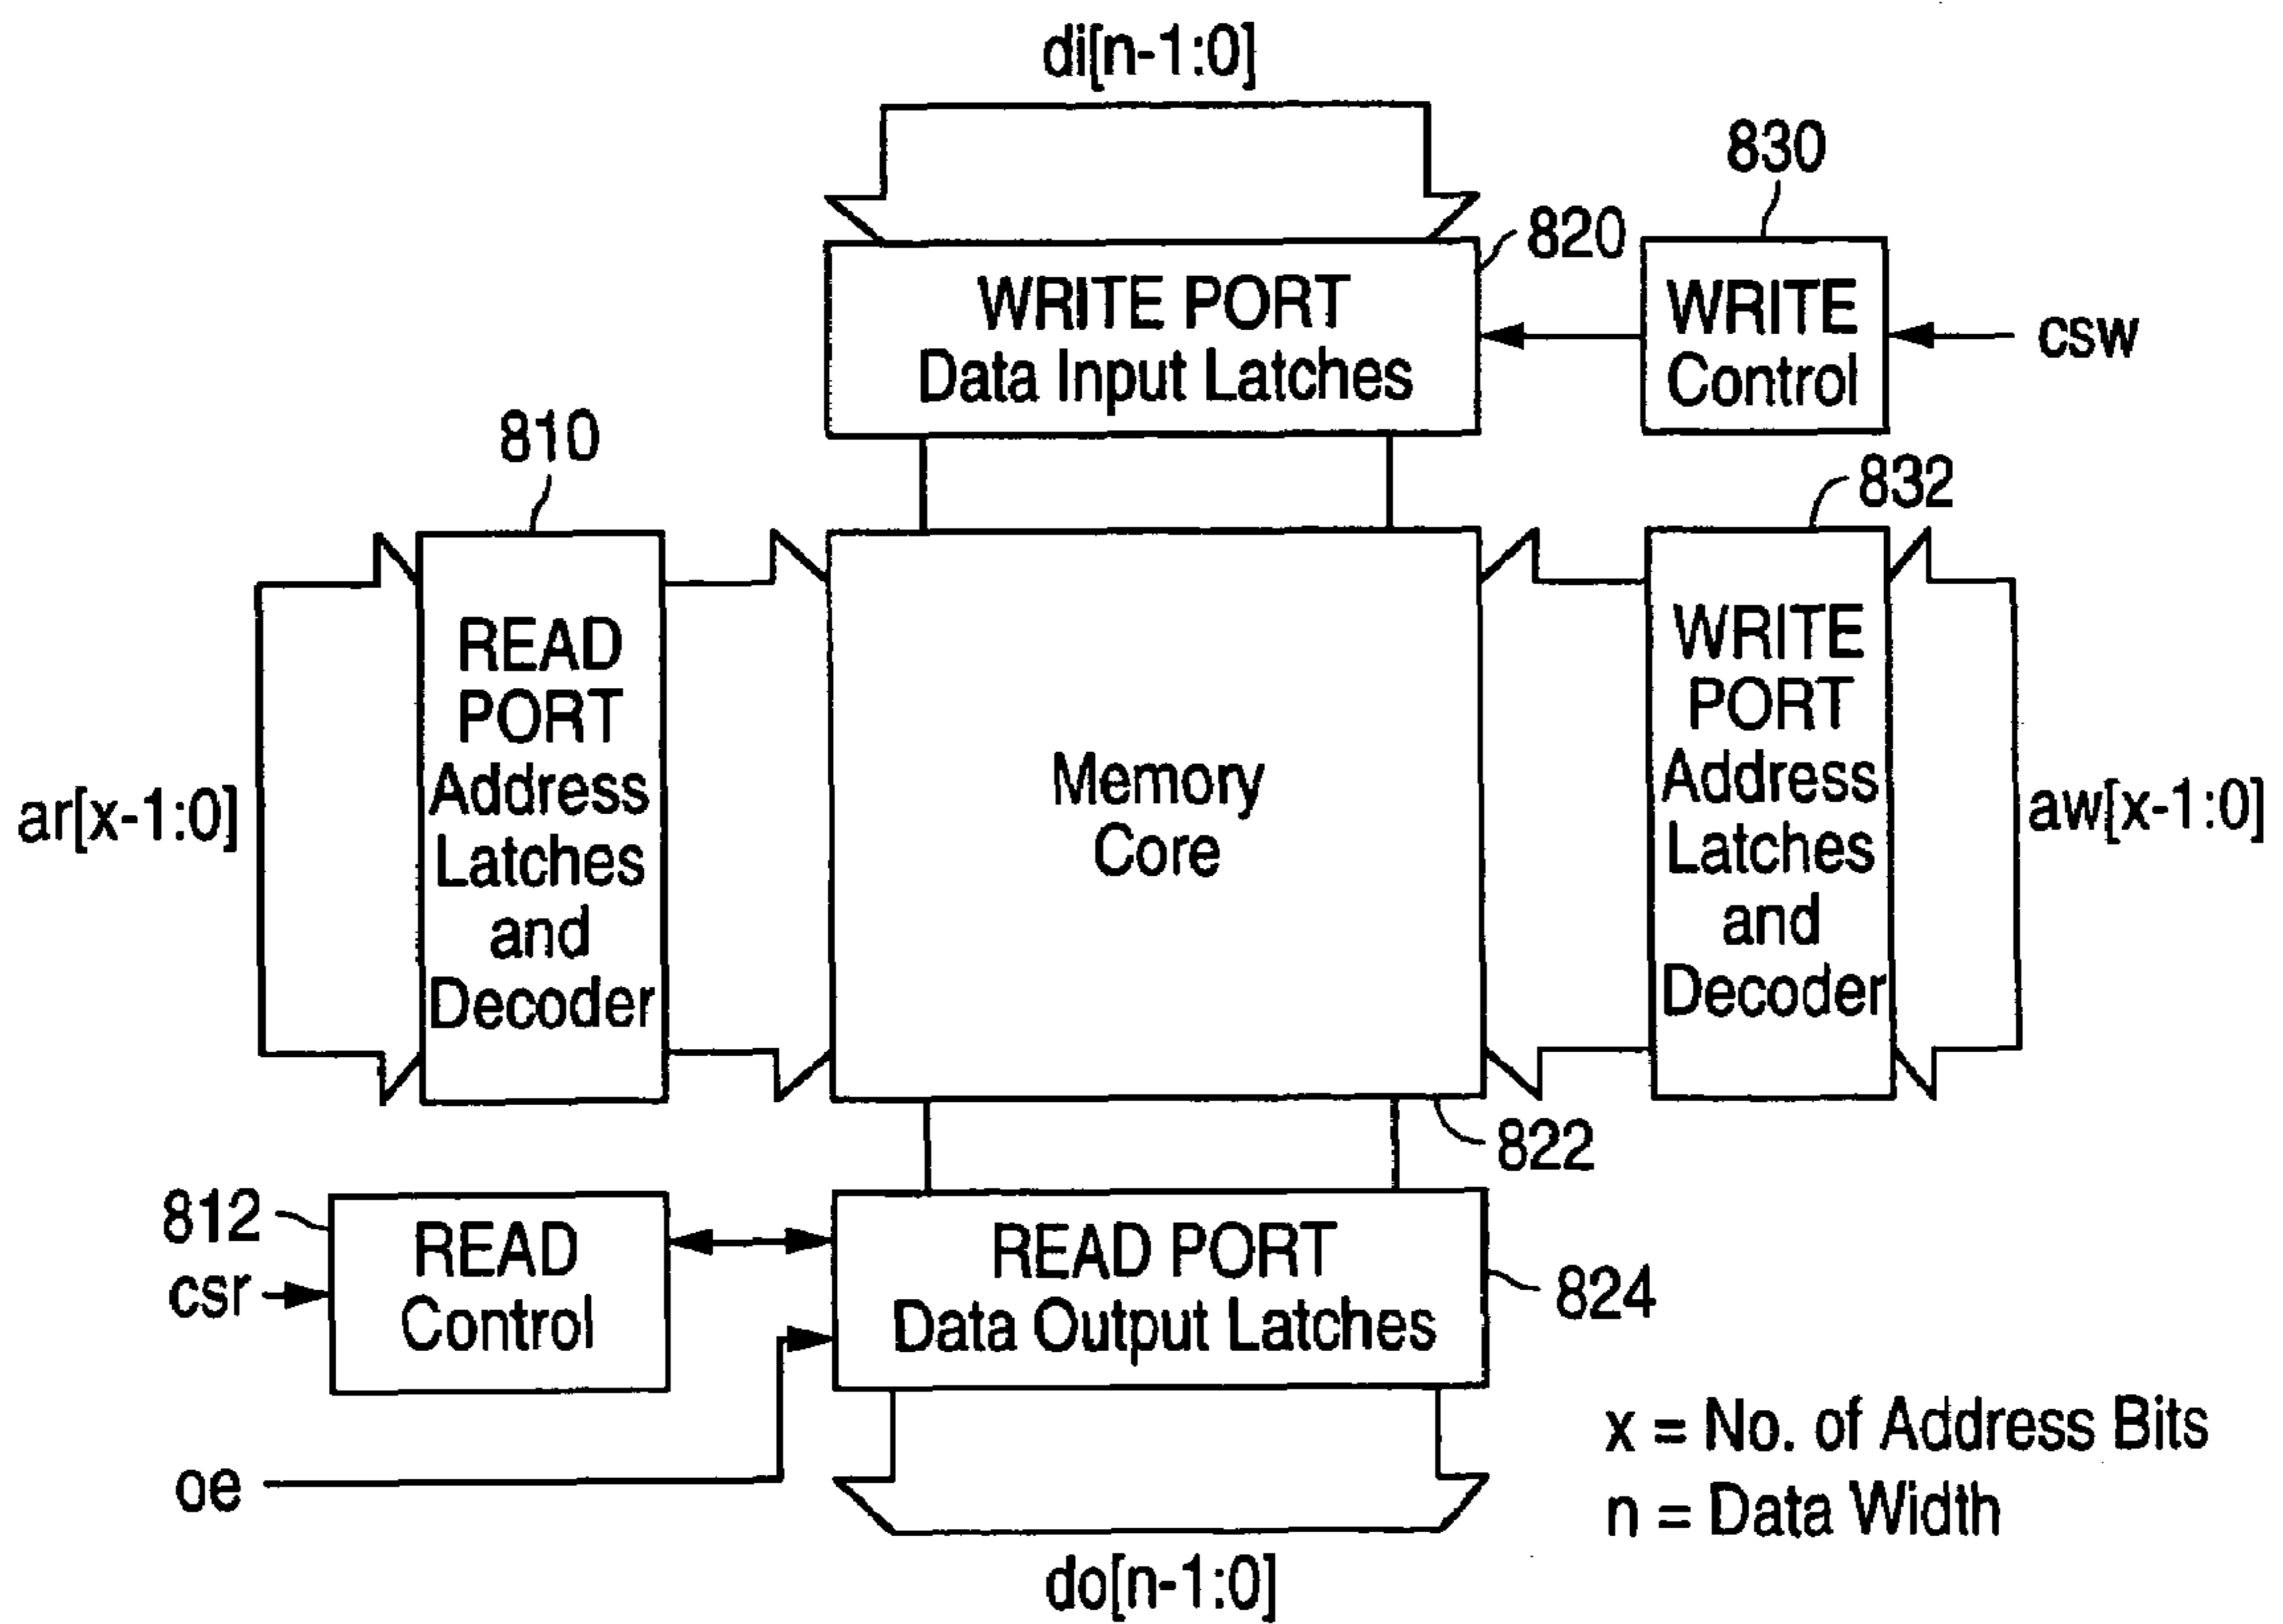 di[n-1:0]
830
820
WRITE PORT
Data Input Latches
WRITE
Control
csw
810
832
ar[x-1:0]
READ
PORT
Address
Latches
and
Decoder
Memory
Core
WRITE
PORT
Address
Latches
and
Decoder
aw[x-1:0]
822
812
csr
READ
Control
READ PORT
Data Output Latches
824
oe
do[n-1:0]
x = No. of Address Bits
n = Data Width